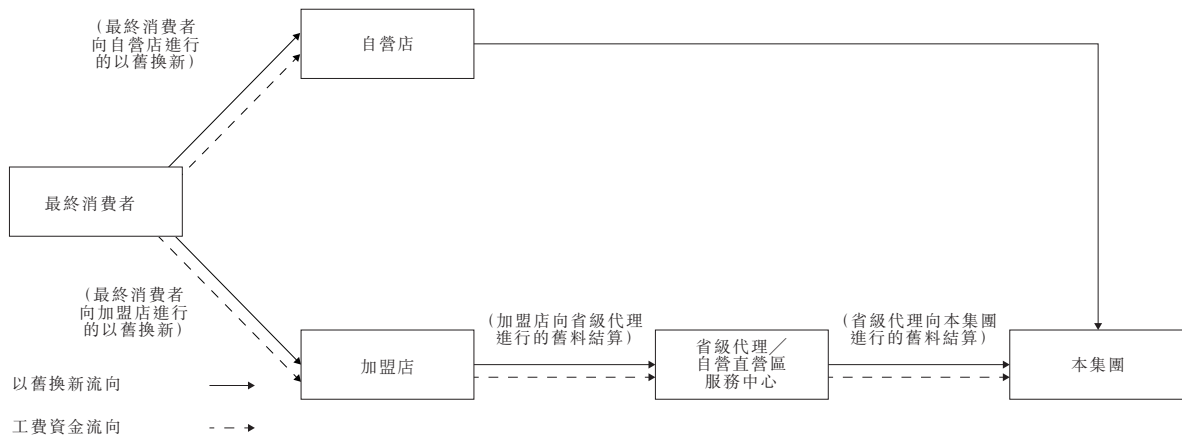 (最終消費者
向自營店進行
的以舊換新)
自營店
最終消費者
(最終消費者
向加盟店進行
的以舊換新)
加盟店
(加盟店向省級代理
進行的舊料結算)
省級代理／
自營直營區
服務中心
(省級代理向本集團
進行的舊料結算)
本集團
以舊換新流向
工費資金流向